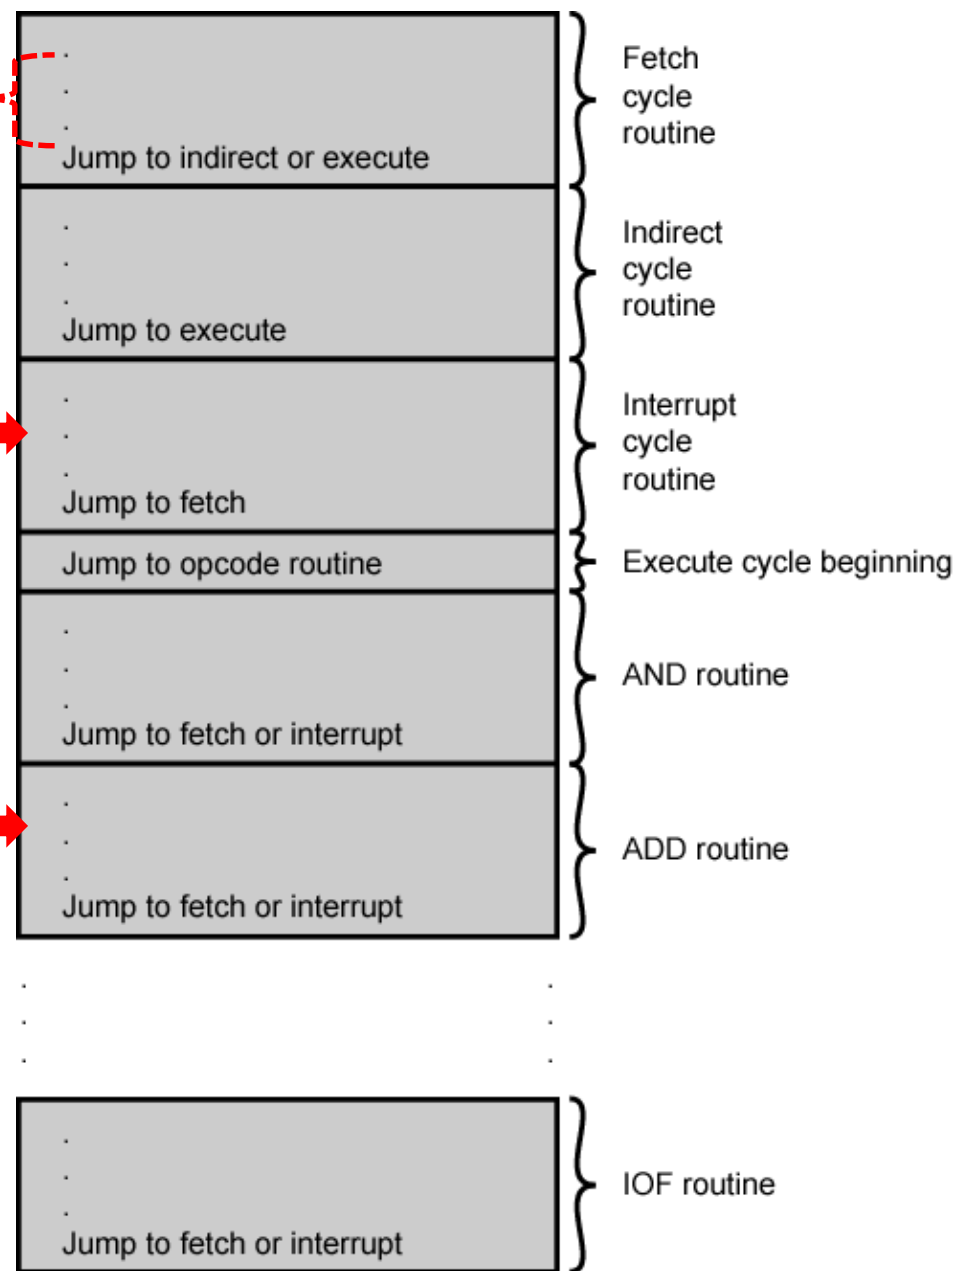 Fetch
cycle
routine
Jump to indirect or execute
Indirect
cycle
routine
Jump to execute
Interrupt
cycle
routine
Jump to fetch
Jump to opcode routine
Execute cycle beginning
AND routine
Jump to fetch or interrupt
ADD routine
Jump to fetch or interrupt
IOF routine
Jump to fetch or interrupt